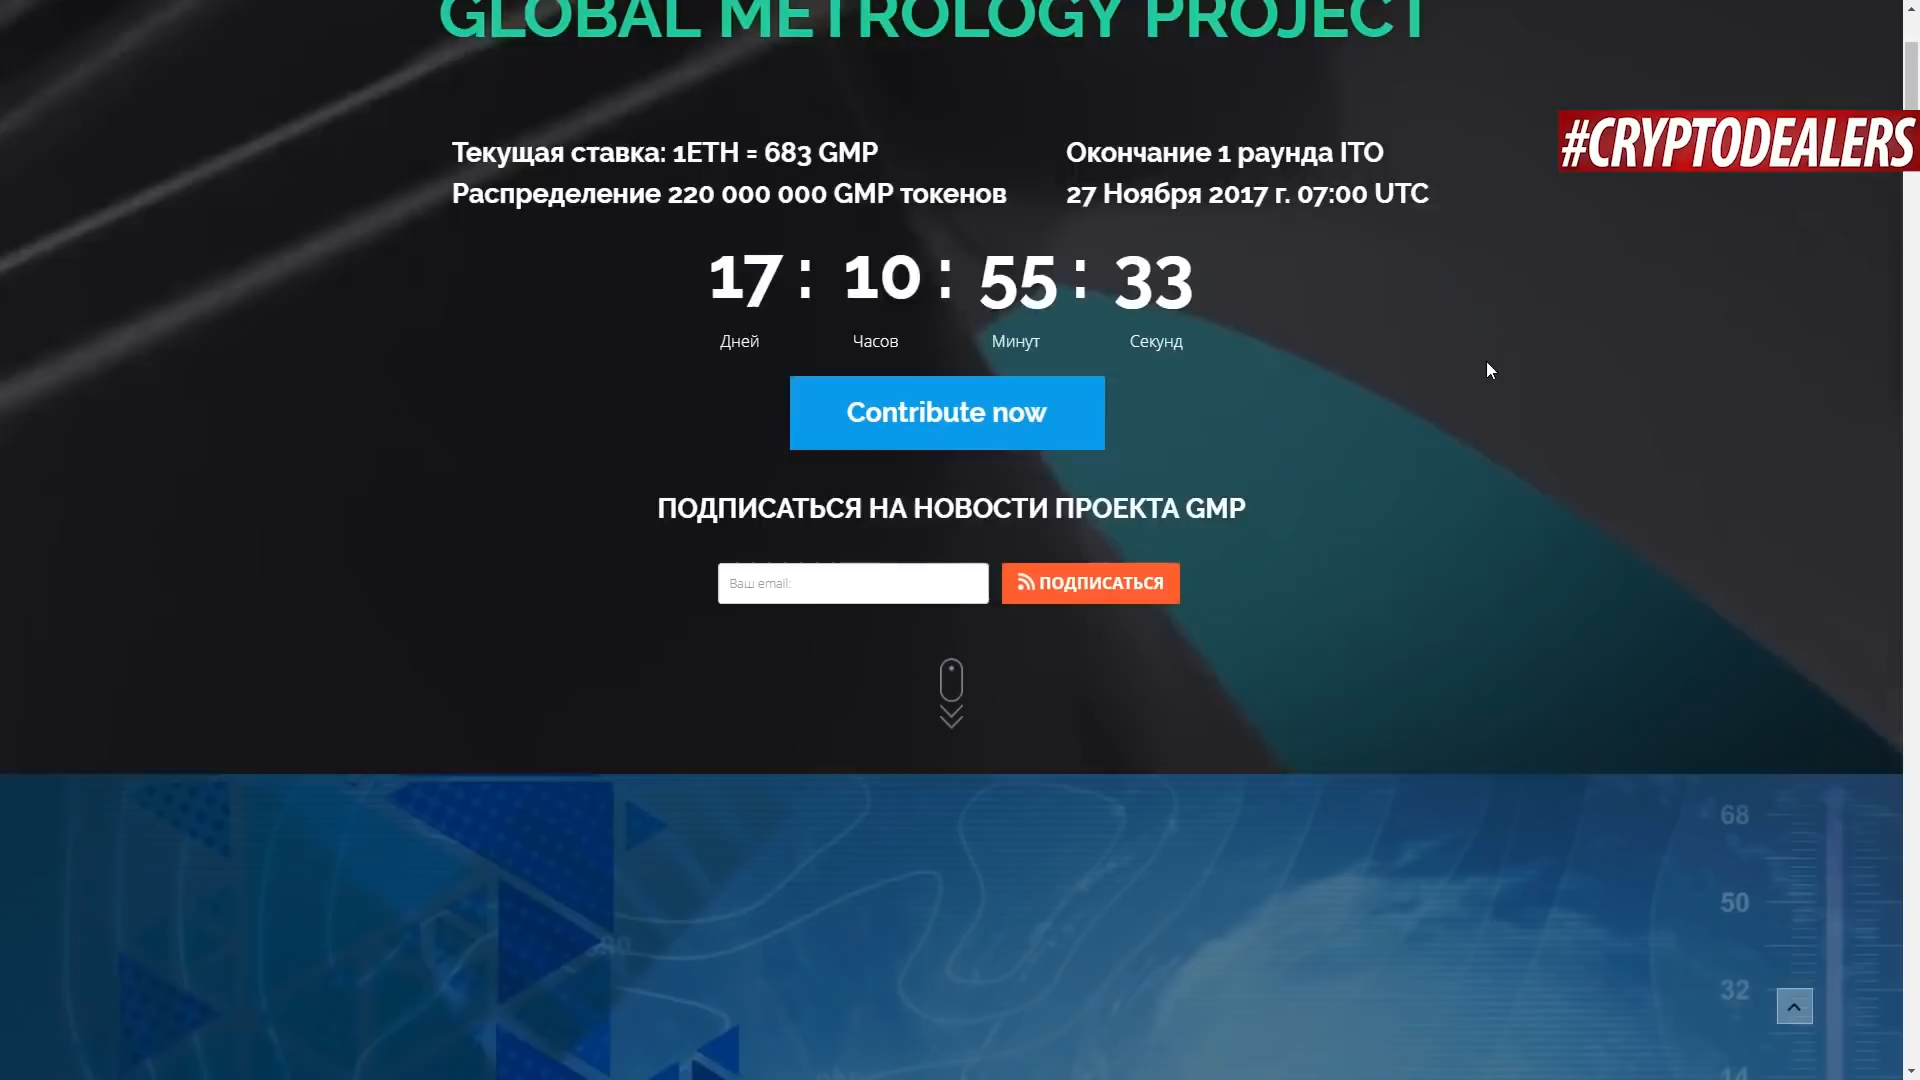 GLOBAL METROLOGY PROJECT
#CRYPTODEALERS
Текущая ставка: 1ETH = 683 GMP
Распределение 220 000 000 GMP токенов
Окончание 1 раунда ITO
27 Ноября 2017 г. 07:00 UTC
17 : 10 : 55 : 33
Дней Часов Минут Секунд
Contribute now
ПОДПИСАТЬСЯ НА НОВОСТИ ПРОЕКТА GMP
Ваш email:
ПОДПИСАТЬСЯ
68
50
32
14